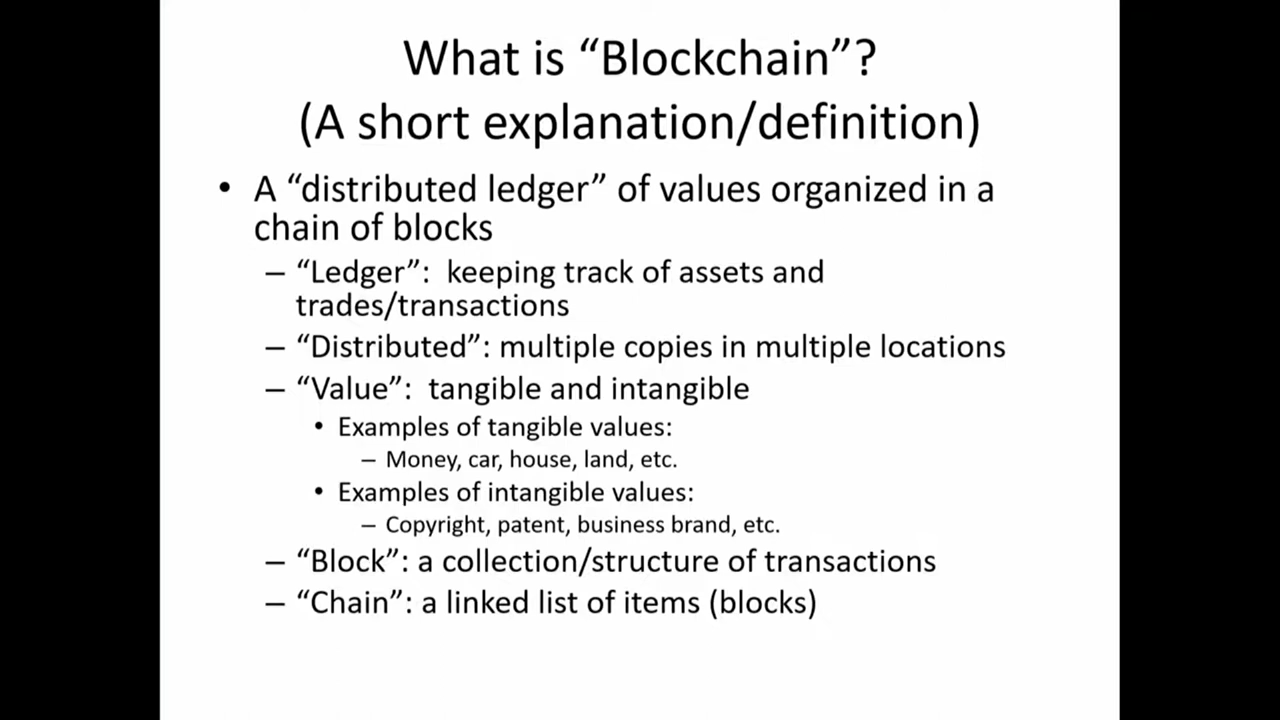 What is “Blockchain”?
(A short explanation/definition)
• A “distributed ledger” of values organized in a
chain of blocks
– “Ledger”: keeping track of assets and
trades/transactions
– “Distributed”: multiple copies in multiple locations
– “Value”: tangible and intangible
• Examples of tangible values:
– Money, car, house, land, etc.
• Examples of intangible values:
– Copyright, patent, business brand, etc.
– “Block”: a collection/structure of transactions
– “Chain”: a linked list of items (blocks)